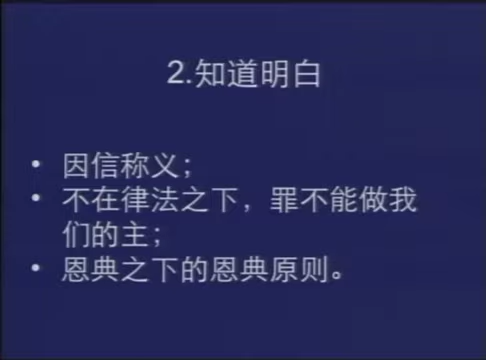 2.知道明白
• 因信称义；
• 不在律法之下，罪不能做我
们的主；
• 恩典之下的恩典原则。